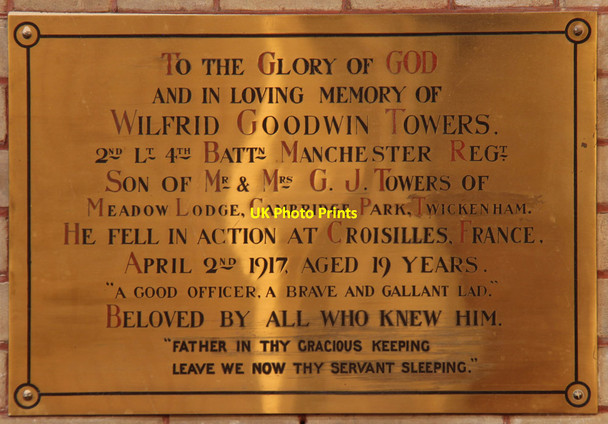 To the Glory of GOD
and in loving memory of
Wilfrid Goodwin Towers.
2nd Lt 4th Battn Manchester Regt.
Son of Mr & Mrs G. J. Towers of
Meadow Lodge, Cambridge Park, Twickenham.
UK Photo Prints
He fell in action at Croisilles, France.
April 2nd 1917, aged 19 years.
"A good officer, a brave and gallant lad."
Beloved by all who knew him.
"Father in Thy gracious keeping
leave we now Thy servant sleeping."